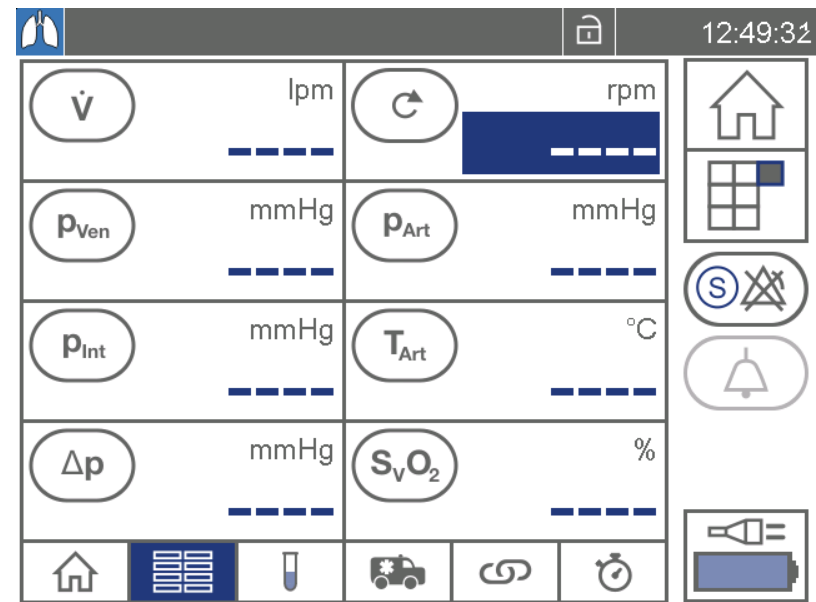 12:49:32
V̇ lpm rpm
---- ----
pVen mmHg pArt mmHg
---- ----
S
pInt mmHg TArt °C
---- ----
Δp mmHg SvO₂ %
---- ----